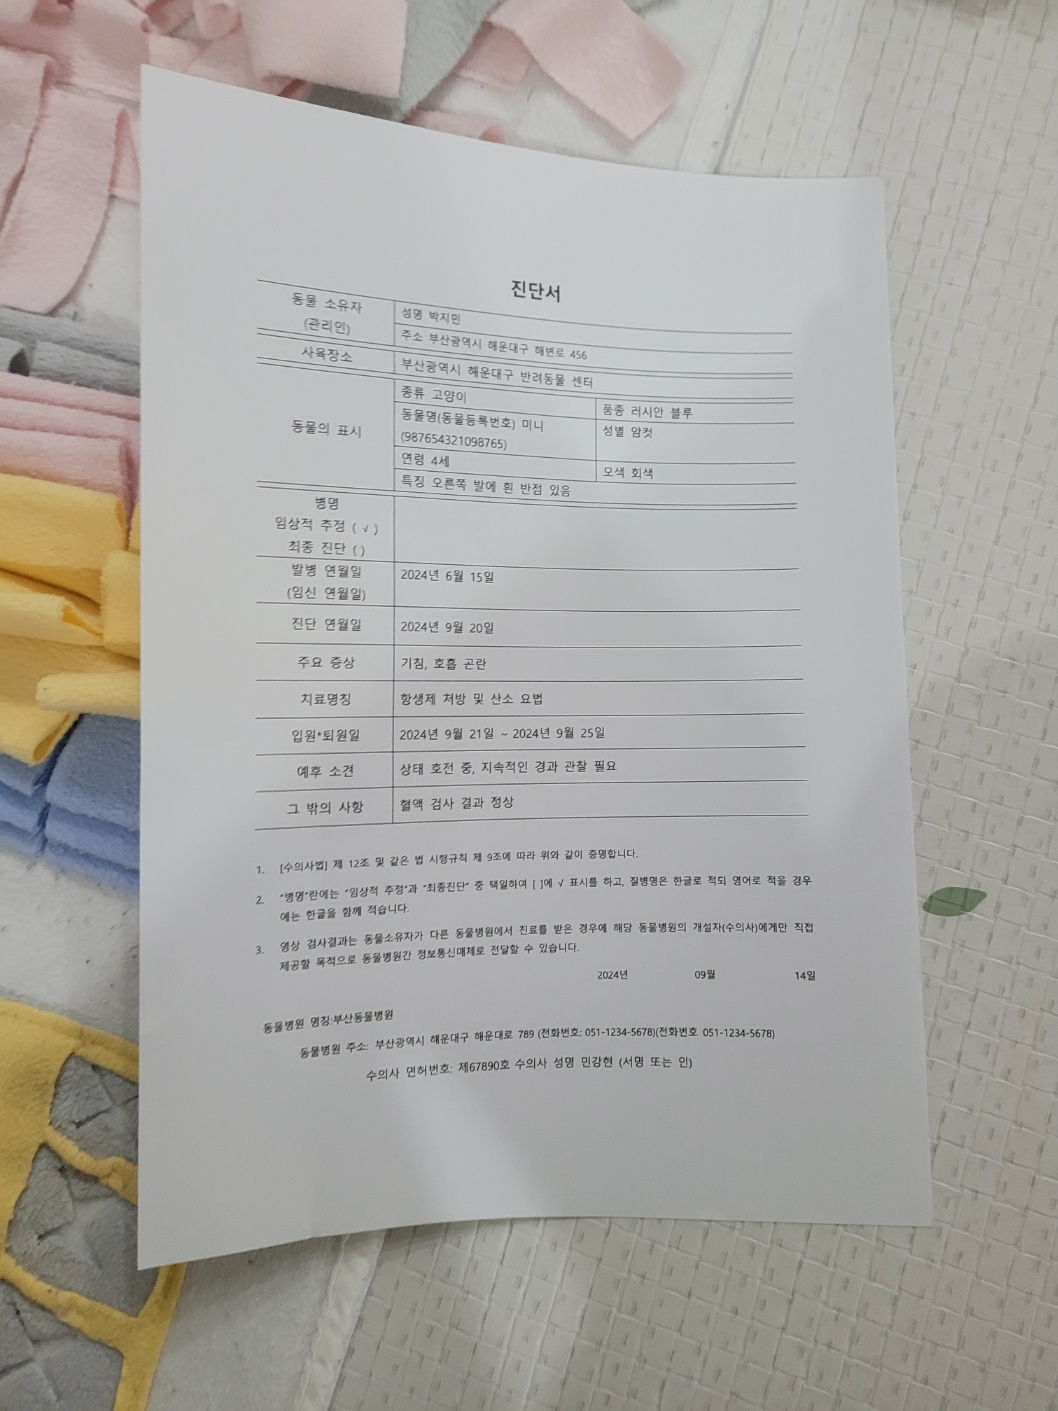 진단서
동물 소유자
(관리인)
성명 박지민
주소 부산광역시 해운대구 해변로 456
사육장소
부산광역시 해운대구 반려동물 센터
동물의 표시
종류 고양이
품종 러시안 블루
동물명(동물등록번호) 미니
(987654321098765)
성별 암컷
연령 4세
모색 회색
특징 오른쪽 발에 흰 반점 있음
병명
임상적 추정 ( √ )
최종 진단 ( )
발병 연월일
(임신 연월일)
2024년 6월 15일
진단 연월일
2024년 9월 20일
주요 증상
기침, 호흡 곤란
치료명칭
항생제 처방 및 산소 요법
입원*퇴원일
2024년 9월 21일 ~ 2024년 9월 25일
예후 소견
상태 호전 중, 지속적인 경과 관찰 필요
그 밖의 사항
혈액 검사 결과 정상
1. [수의사법] 제 12조 및 같은 법 시행규칙 제 9조에 따라 위와 같이 증명합니다.
2. "병명"란에는 "임상적 추정"과 "최종진단" 중 택일하여 [ ]에 √ 표시를 하고, 질병명은 한글로 적되 영어로 적을 경우
에는 한글을 함께 적습니다.
3. 영상 검사결과는 동물소유자가 다른 동물병원에서 진료를 받은 경우에 해당 동물병원의 개설자(수의사)에게만 직접
제공할 목적으로 동물병원간 정보통신매체로 전달할 수 있습니다.
2024년 09월 14일
동물병원 명칭:부산동물병원
동물병원 주소: 부산광역시 해운대구 해운대로 789 (전화번호: 051-1234-5678)(전화번호 051-1234-5678)
수의사 면허번호: 제67890호 수의사 성명 민강현 (서명 또는 인)